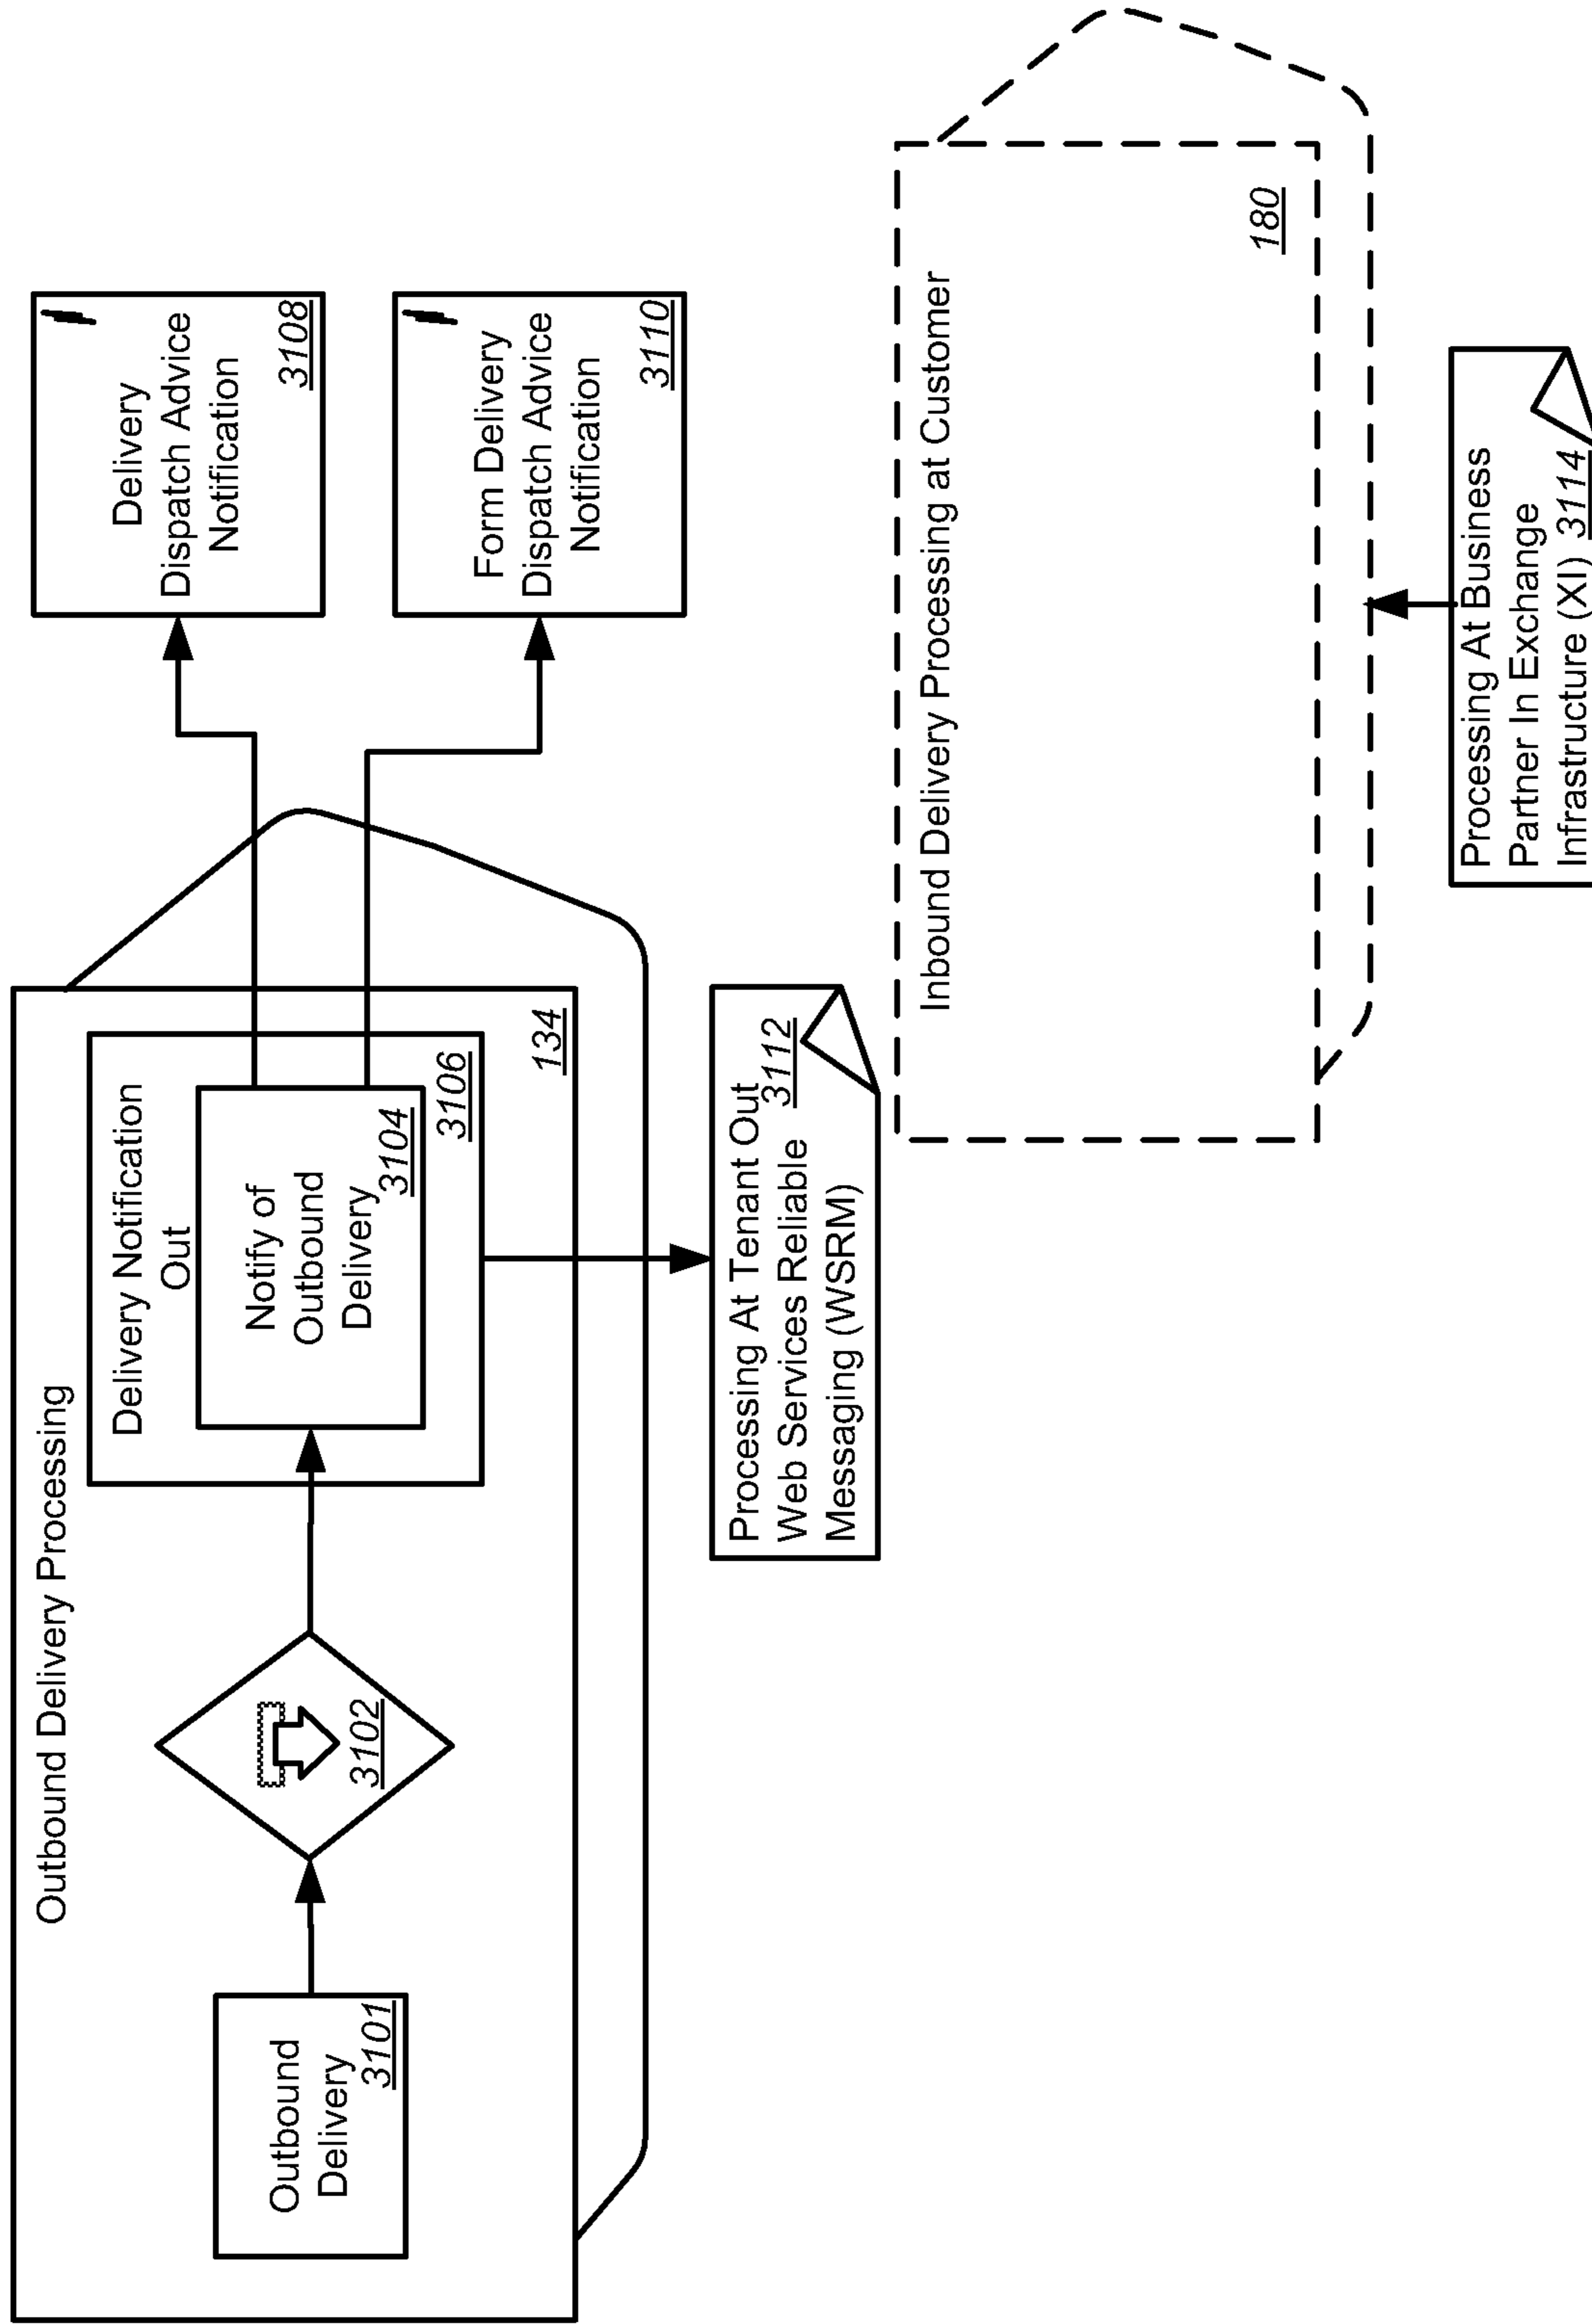 Outbound Delivery Processing
Outbound
Delivery
3101
3102
Delivery Notification
Out
Notify of
Outbound
Delivery
3104
3106
134
Delivery
Dispatch Advice
Notification
3108
Form Delivery
Dispatch Advice
Notification
3110
Processing At Tenant Out
Web Services Reliable 3112
Messaging (WSRM)
Inbound Delivery Processing at Customer
180
Processing At Business
Partner In Exchange
Infrastructure (XI) 3114